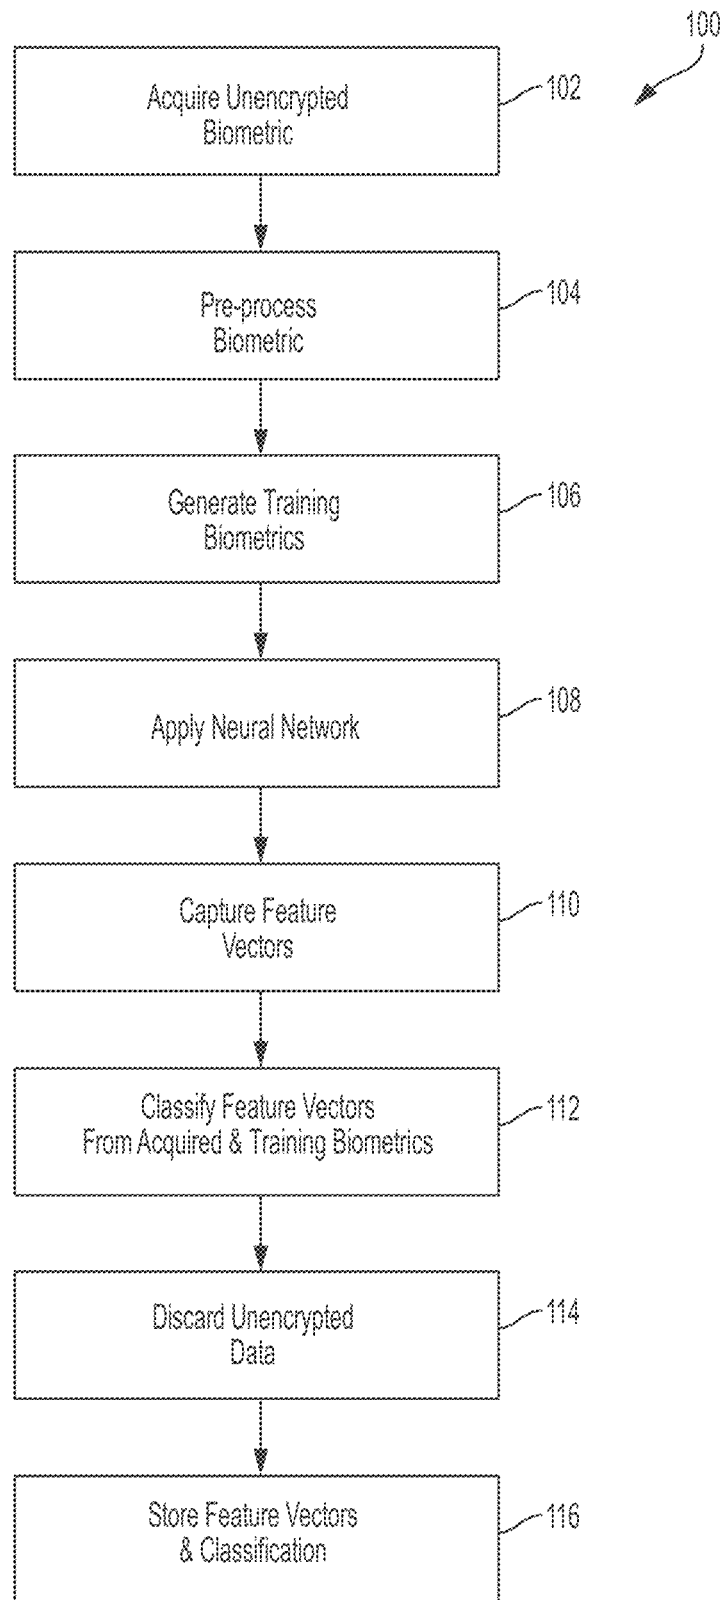 100
Acquire Unencrypted
Biometric
102
Pre-process
Biometric
104
Generate Training
Biometrics
106
Apply Neural Network
108
Capture Feature
Vectors
110
Classify Feature Vectors
From Acquired & Training Biometrics
112
Discard Unencrypted
Data
114
Store Feature Vectors
& Classification
116